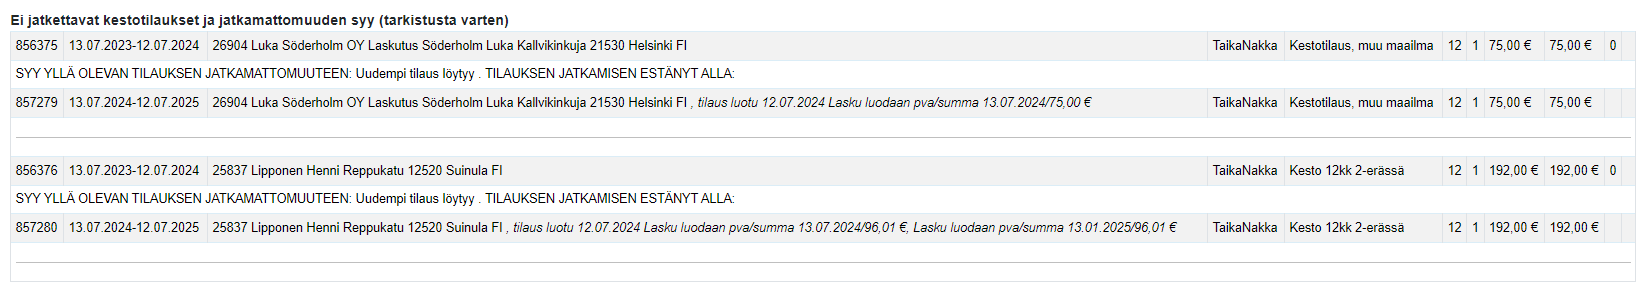 Ei jatkettavat kestotilaukset ja jatkamattomuuden syy (tarkistusta varten)
856375 13.07.2023-12.07.2024 26904 Luka Söderholm OY Laskutus Söderholm Luka Kallvikinkuja 21530 Helsinki FI TaikaNakka Kestotilaus, muu maailma 12 1 75,00 € 75,00 € 0
SYY YLLÄ OLEVAN TILAUKSEN JATKAMATTOMUUTEEN: Uudempi tilaus löytyy . TILAUKSEN JATKAMISEN ESTÄNYT ALLA:
857279 13.07.2024-12.07.2025 26904 Luka Söderholm OY Laskutus Söderholm Luka Kallvikinkuja 21530 Helsinki FI , tilaus luotu 12.07.2024 Lasku luodaan pva/summa 13.07.2024/75,00 € TaikaNakka Kestotilaus, muu maailma 12 1 75,00 € 75,00 €
856376 13.07.2023-12.07.2024 25837 Lipponen Henni Reppukatu 12520 Suinula FI TaikaNakka Kesto 12kk 2-erässä 12 1 192,00 € 192,00 € 0
SYY YLLÄ OLEVAN TILAUKSEN JATKAMATTOMUUTEEN: Uudempi tilaus löytyy . TILAUKSEN JATKAMISEN ESTÄNYT ALLA:
857280 13.07.2024-12.07.2025 25837 Lipponen Henni Reppukatu 12520 Suinula FI , tilaus luotu 12.07.2024 Lasku luodaan pva/summa 13.07.2024/96,01 €, Lasku luodaan pva/summa 13.01.2025/96,01 € TaikaNakka Kesto 12kk 2-erässä 12 1 192,00 € 192,00 €